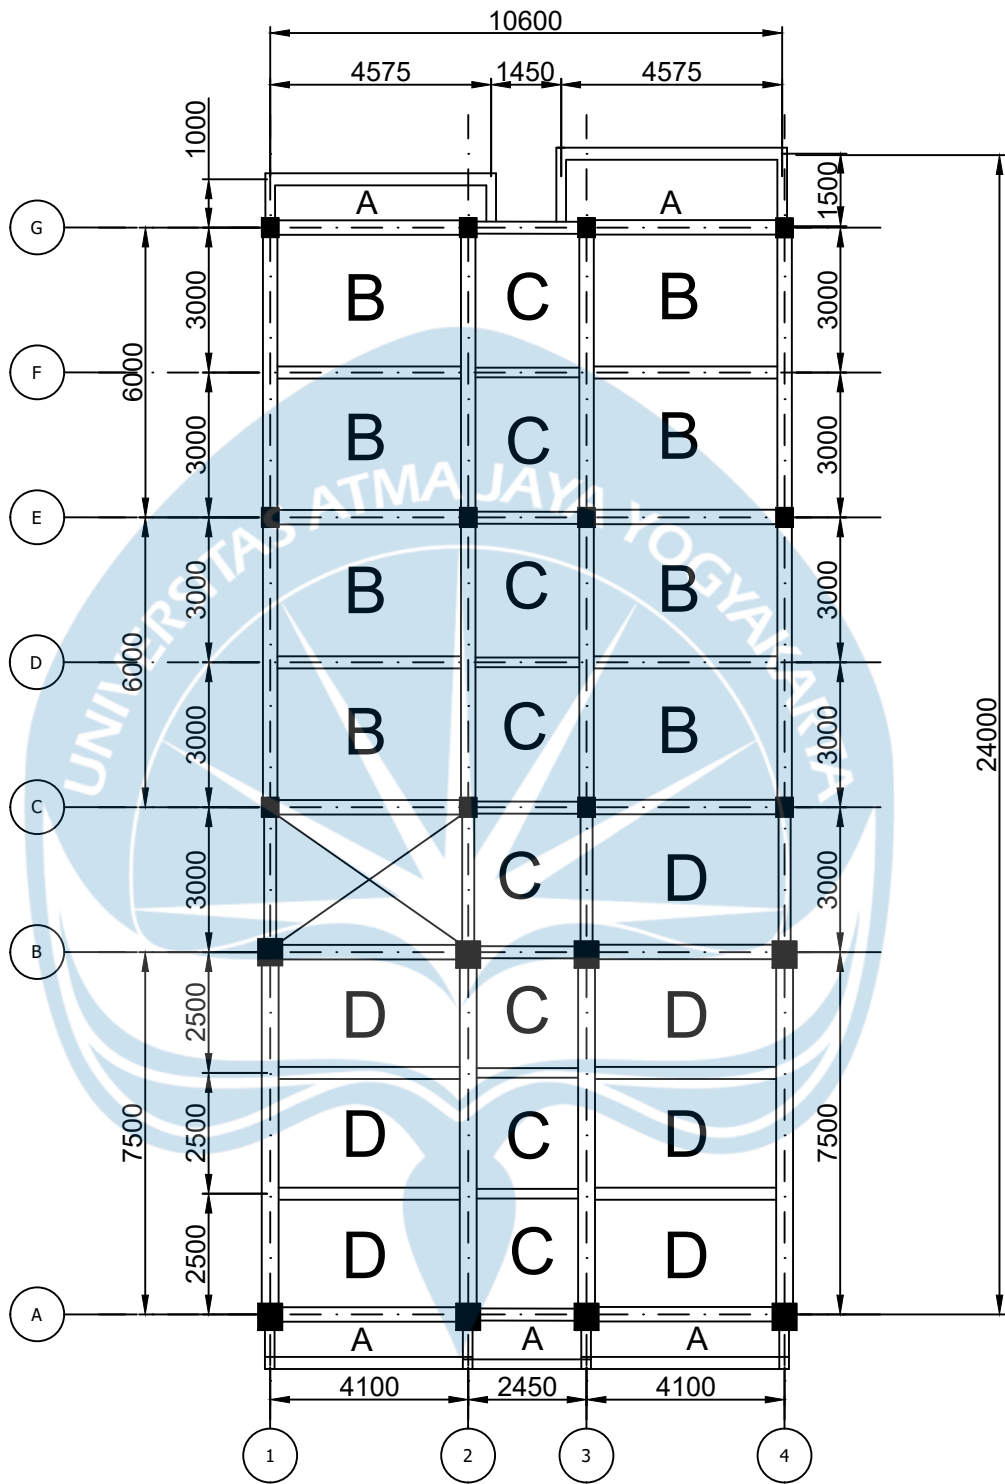 10600
4575 1450 4575
1000
1500
A A
G
3000 B C B 3000
F
6000
3000 B C B 3000
UNIVERSITAS ATMA JAYA YOGYAKARTA
E
3000 B C B 3000
D
6000
3000 B C B 3000
24000
C
3000 C D 3000
B
2500 D C D
7500 2500 D C D 7500
2500 D C D
A
A A A
4100 2450 4100
1 2 3 4